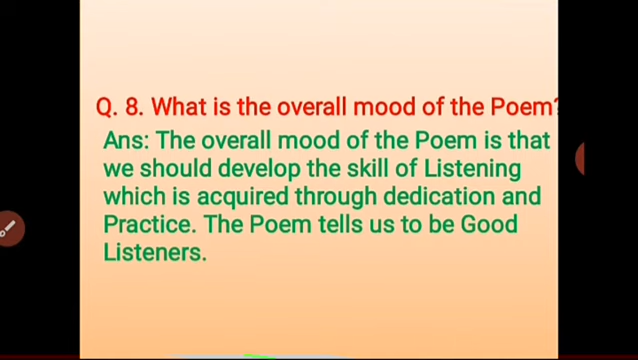 Q. 8. What is the overall mood of the Poem?
Ans: The overall mood of the Poem is that
we should develop the skill of Listening
which is acquired through dedication and
Practice. The Poem tells us to be Good
Listeners.